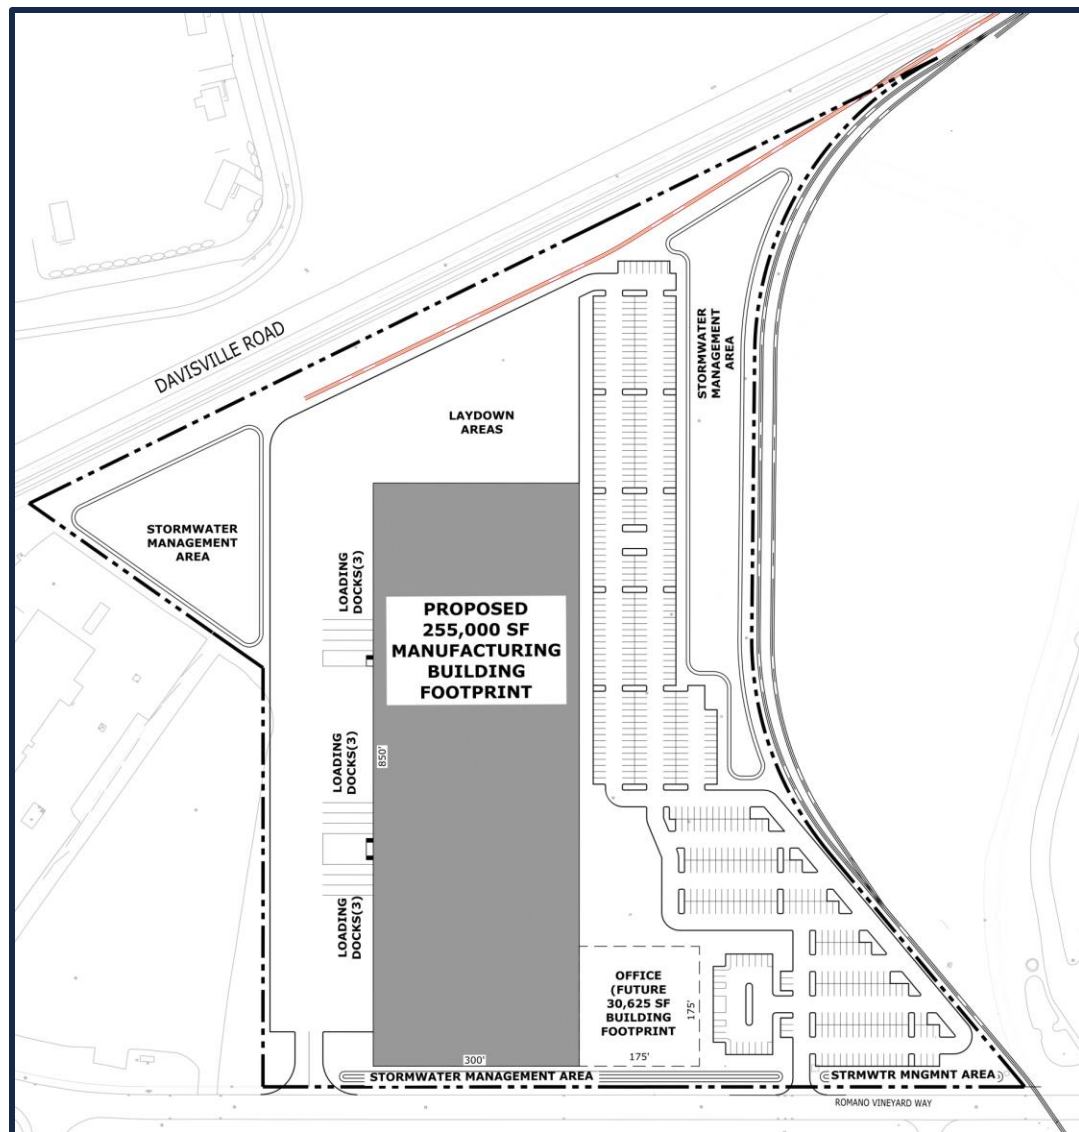 DAVISVILLE ROAD
STORMWATER
MANAGEMENT
AREA
LAYDOWN
AREAS
STORMWATER
MANAGEMENT
AREA
LOADING
DOCKS(3)
PROPOSED
255,000 SF
MANUFACTURING
BUILDING
FOOTPRINT
LOADING
DOCKS(3)
850'
LOADING
DOCKS(3)
OFFICE
(FUTURE
30,625 SF
BUILDING
FOOTPRINT
175'
300'
175'
STORMWATER MANAGEMENT AREA
STRMWTR MNGMNT AREA
ROMANO VINEYARD WAY